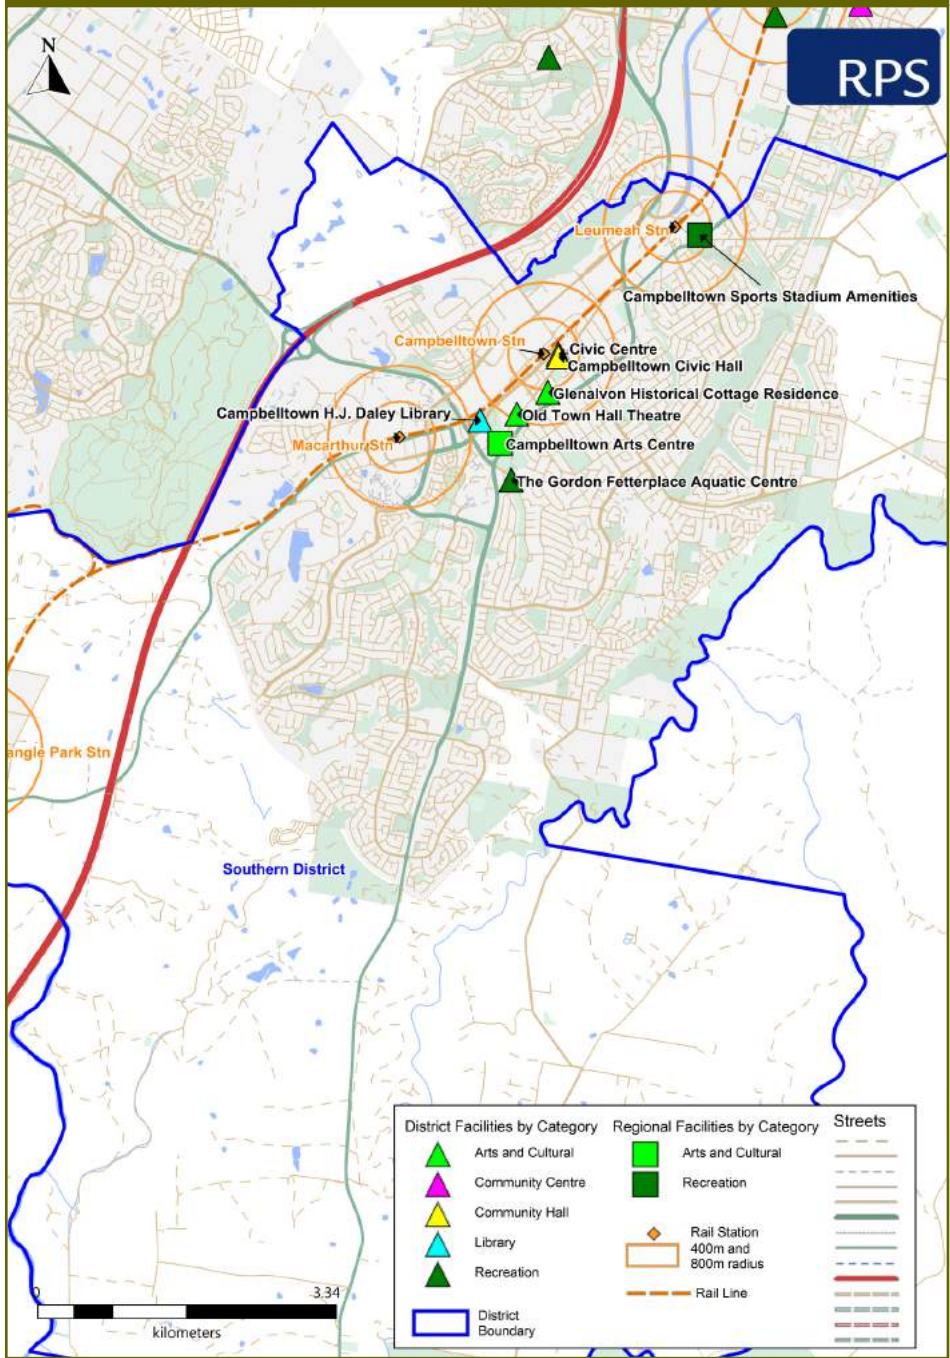 N
RPS
Leumeah Stn
Campbelltown Sports Stadium Amenities
Campbelltown Stn
Civic Centre
Campbelltown Civic Hall
Glenalvon Historical Cottage Residence
Campbelltown H.J. Daley Library
Old Town Hall Theatre
Macarthur Stn
Campbelltown Arts Centre
The Gordon Fetterplace Aquatic Centre
angle Park Stn
Southern District
District Facilities by Category
Arts and Cultural
Community Centre
Community Hall
Library
Recreation
District
Boundary
Regional Facilities by Category
Arts and Cultural
Recreation
Rail Station
400m and
800m radius
Rail Line
Streets
0 3.34
kilometers